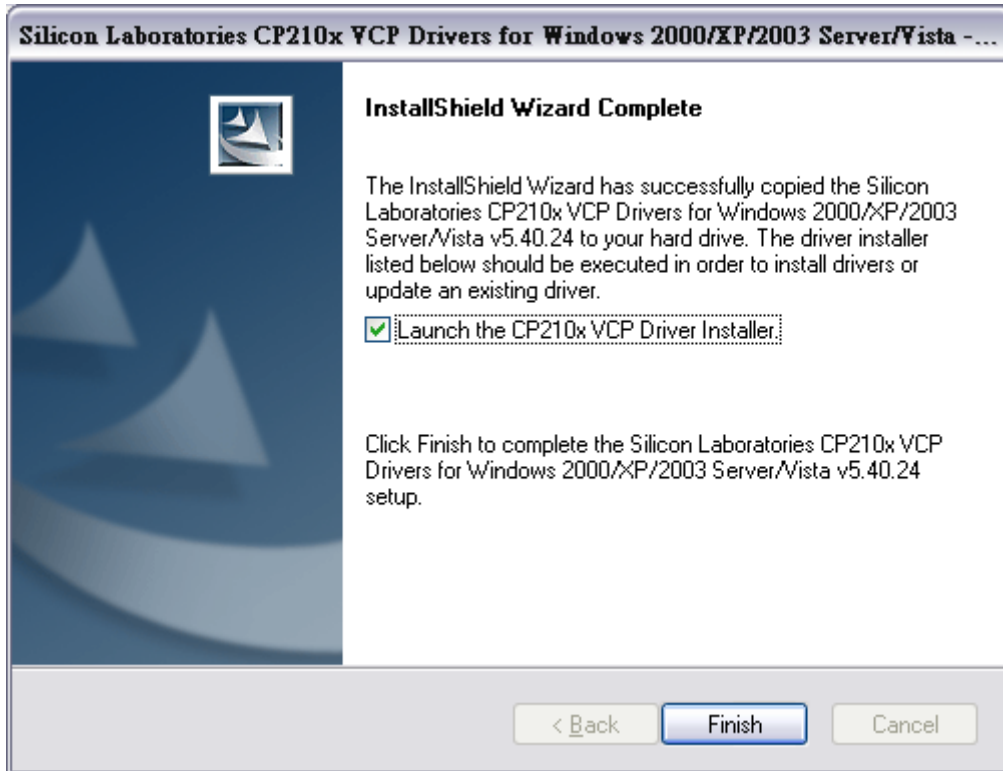 Silicon Laboratories CP210x VCP Drivers for Windows 2000/XP/2003 Server/Vista -...
InstallShield Wizard Complete
The InstallShield Wizard has successfully copied the Silicon
Laboratories CP210x VCP Drivers for Windows 2000/XP/2003
Server/Vista v5.40.24 to your hard drive. The driver installer
listed below should be executed in order to install drivers or
update an existing driver.
Launch the CP210x VCP Driver Installer.
Click Finish to complete the Silicon Laboratories CP210x VCP
Drivers for Windows 2000/XP/2003 Server/Vista v5.40.24
setup.
< Back
Finish
Cancel